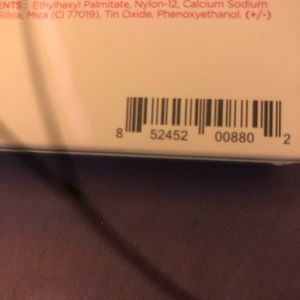 ENTS : Ethylhexyl Palmitate, Nylon-12, Calcium Sodium
Silica, Mica (CI 77019), Tin Oxide, Phenoxyethanol. (+/-)
8 52452 00880 2